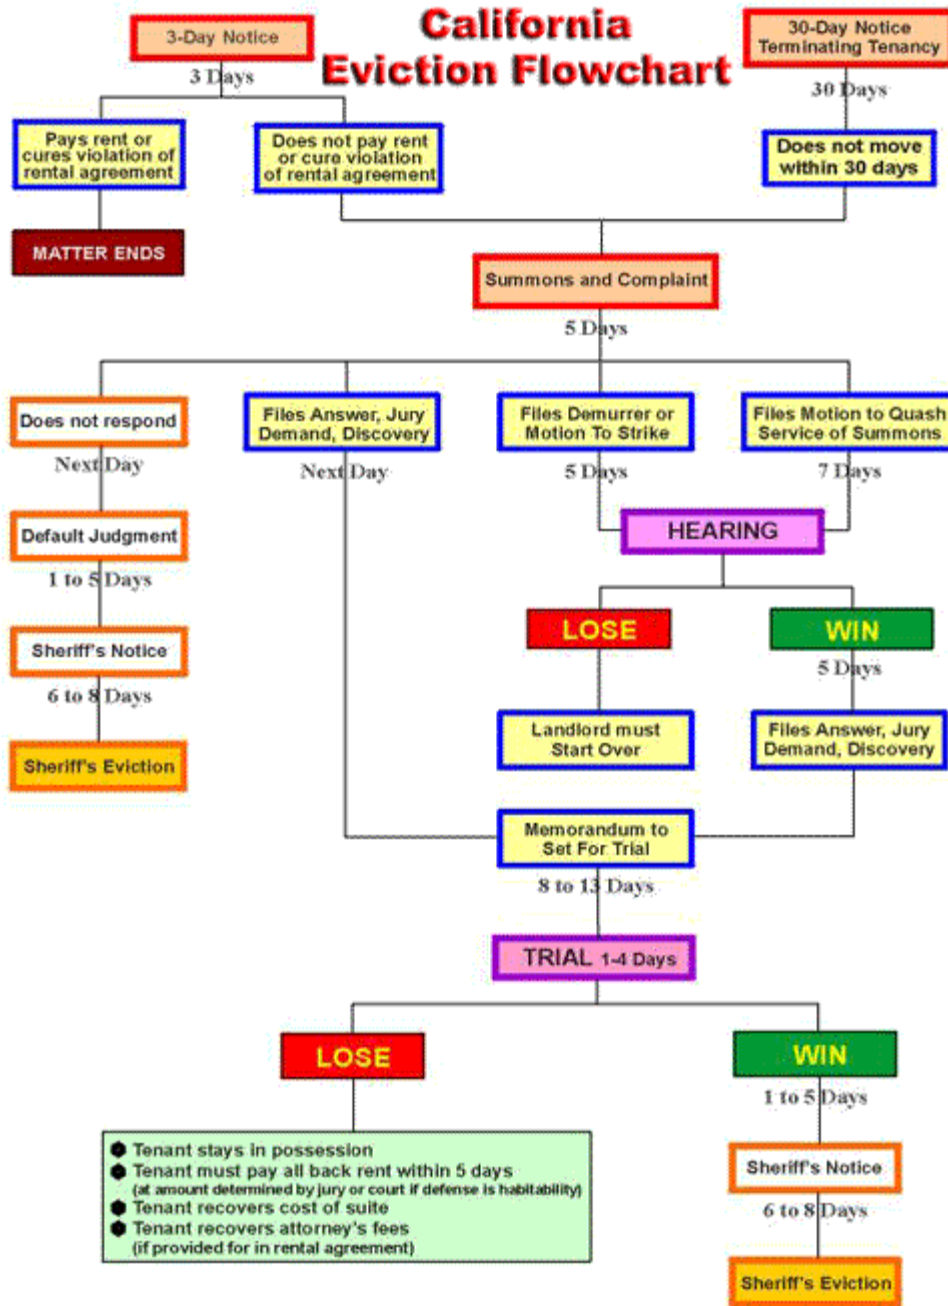 California
Eviction Flowchart
3-Day Notice
30-Day Notice
Terminating Tenancy
3 Days
30 Days
Pays rent or
cures violation of
rental agreement
Does not pay rent
or cure violation
of rental agreement
Does not move
within 30 days
MATTER ENDS
Summons and Complaint
5 Days
Does not respond
Files Answer, Jury
Demand, Discovery
Files Demurrer or
Motion To Strike
Files Motion to Quash
Service of Summons
Next Day
Next Day
5 Days
7 Days
Default Judgment
HEARING
1 to 5 Days
LOSE
WIN
Sheriff's Notice
5 Days
6 to 8 Days
Landlord must
Start Over
Files Answer, Jury
Demand, Discovery
Sheriff's Eviction
Memorandum to
Set For Trial
8 to 13 Days
TRIAL 1-4 Days
LOSE
WIN
1 to 5 Days
Tenant stays in possession
Tenant must pay all back rent within 5 days
(at amount determined by jury or court if defense is habitability)
Tenant recovers cost of suite
Tenant recovers attorney's fees
(if provided for in rental agreement)
Sheriff's Notice
6 to 8 Days
Sheriff's Eviction